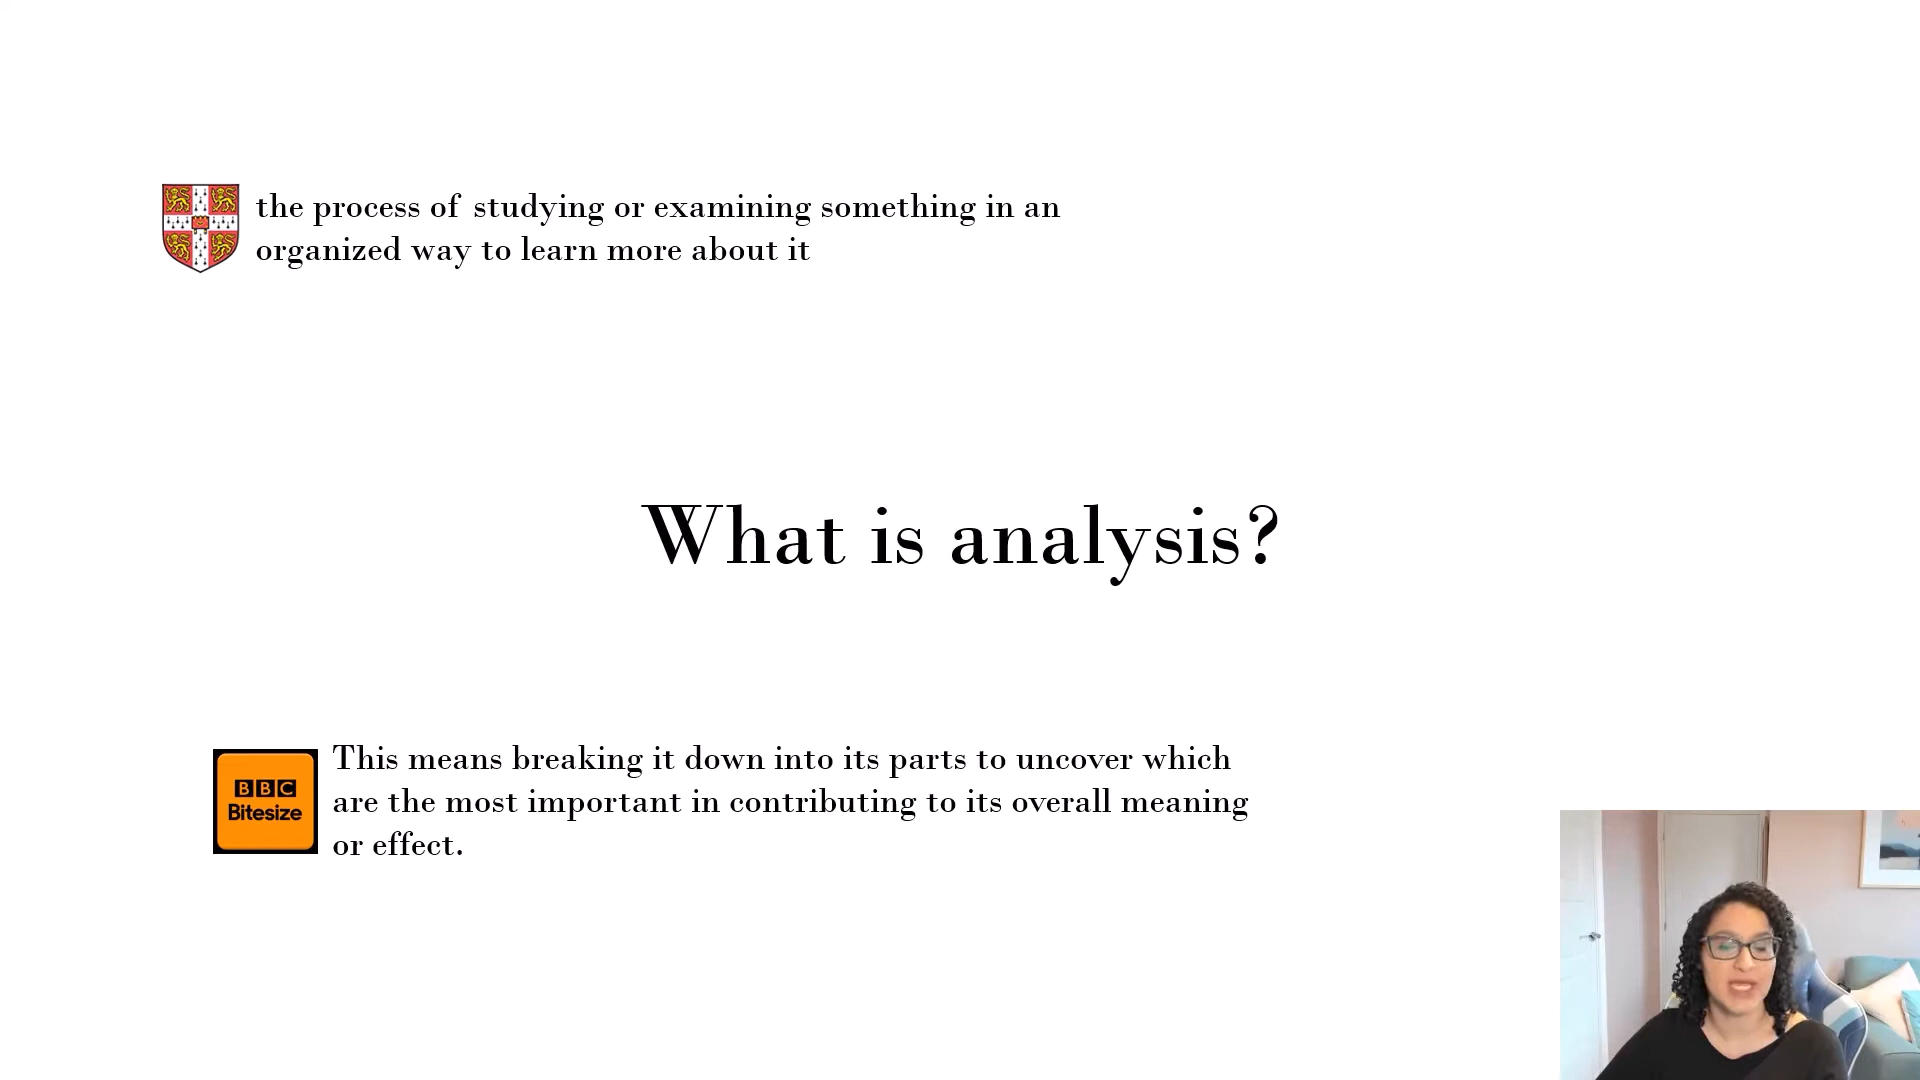 the process of studying or examining something in an
organized way to learn more about it
What is analysis?
BBC
Bitesize
This means breaking it down into its parts to uncover which
are the most important in contributing to its overall meaning
or effect.